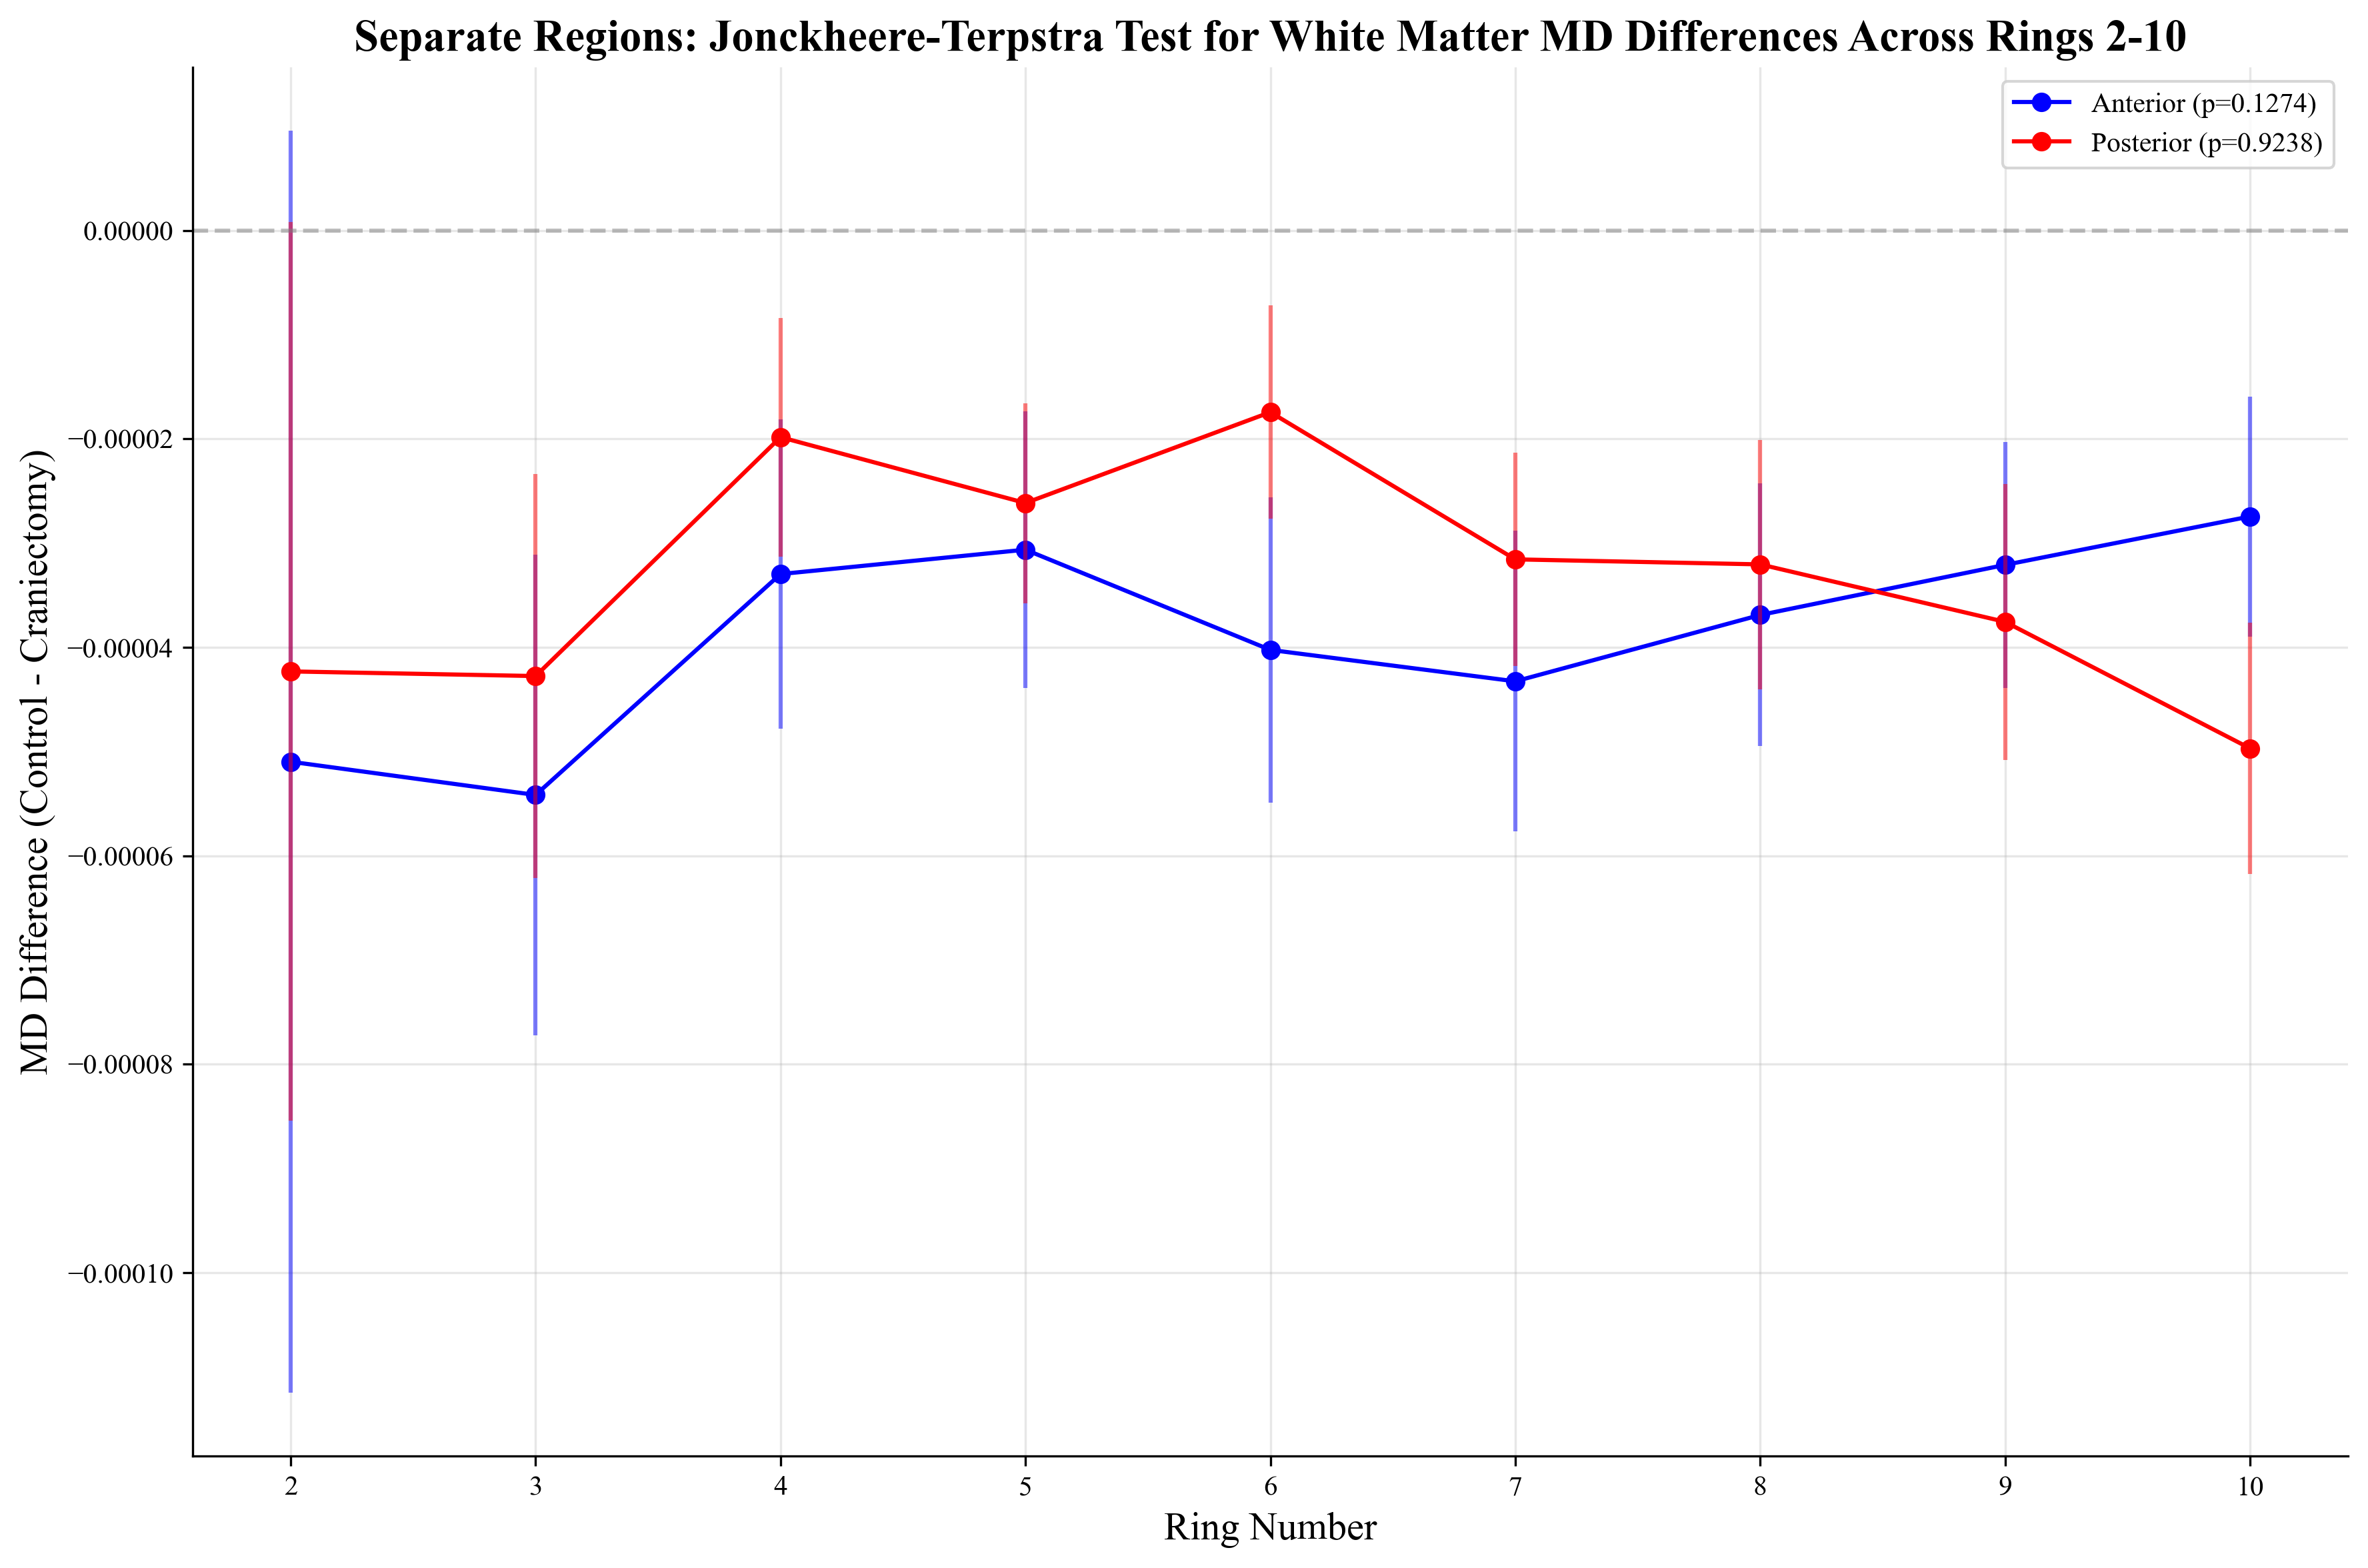 Separate Regions: Jonckheere-Terpstra Test for White Matter MD Differences Across Rings 2-10
Anterior (p=0.1274)
Posterior (p=0.9238)
MD Difference (Control - Craniectomy)
0.00000
−0.00002
−0.00004
−0.00006
−0.00008
−0.00010
2 3 4 5 6 7 8 9 10
Ring Number